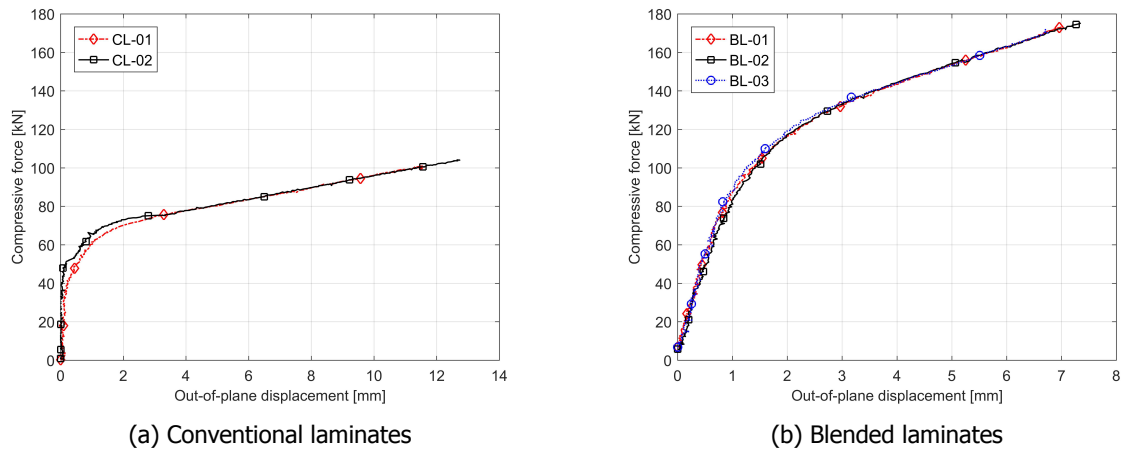 180
160
140
120
100
80
60
40
20
0
Compressive force [kN]
CL-01
CL-02
0 2 4 6 8 10 12 14
Out-of-plane displacement [mm]
(a) Conventional laminates
180
160
140
120
100
80
60
40
20
0
Compressive force [kN]
BL-01
BL-02
BL-03
0 1 2 3 4 5 6 7 8
Out-of-plane displacement [mm]
(b) Blended laminates